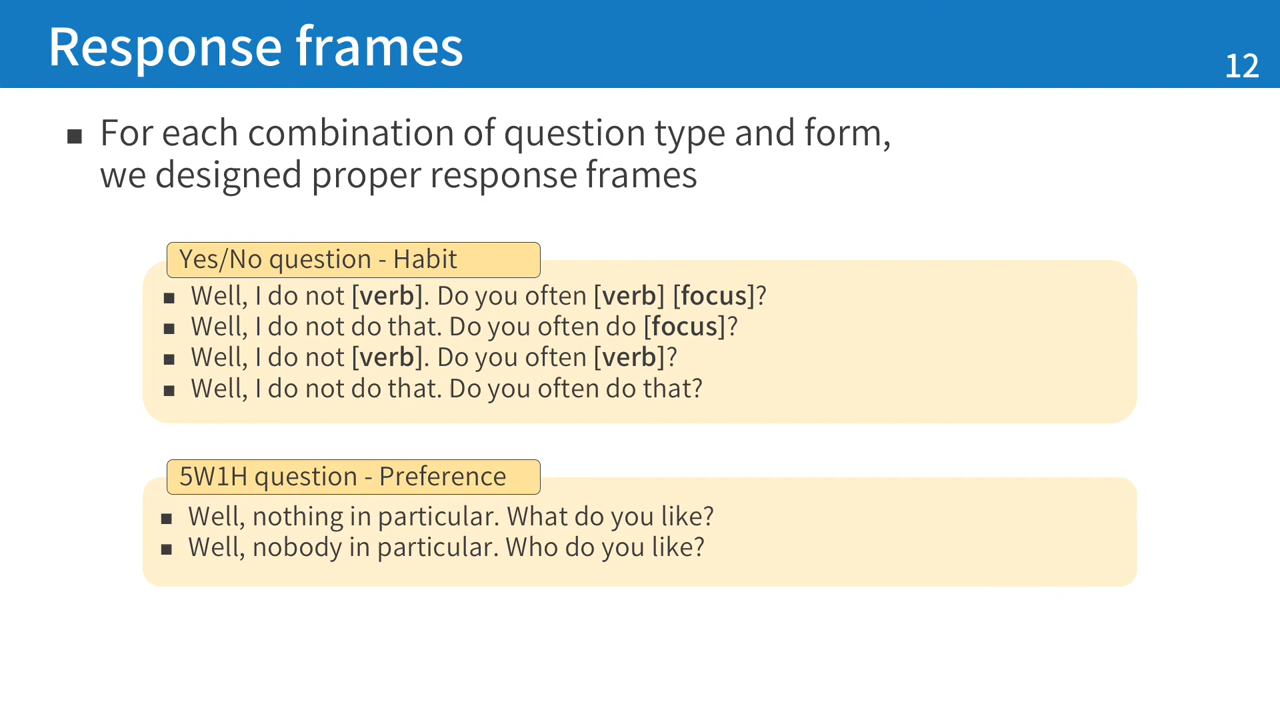 Response frames
12
■ For each combination of question type and form,
we designed proper response frames
Yes/No question - Habit
■ Well, I do not [verb]. Do you often [verb] [focus]?
■ Well, I do not do that. Do you often do [focus]?
■ Well, I do not [verb]. Do you often [verb]?
■ Well, I do not do that. Do you often do that?
5W1H question - Preference
■ Well, nothing in particular. What do you like?
■ Well, nobody in particular. Who do you like?